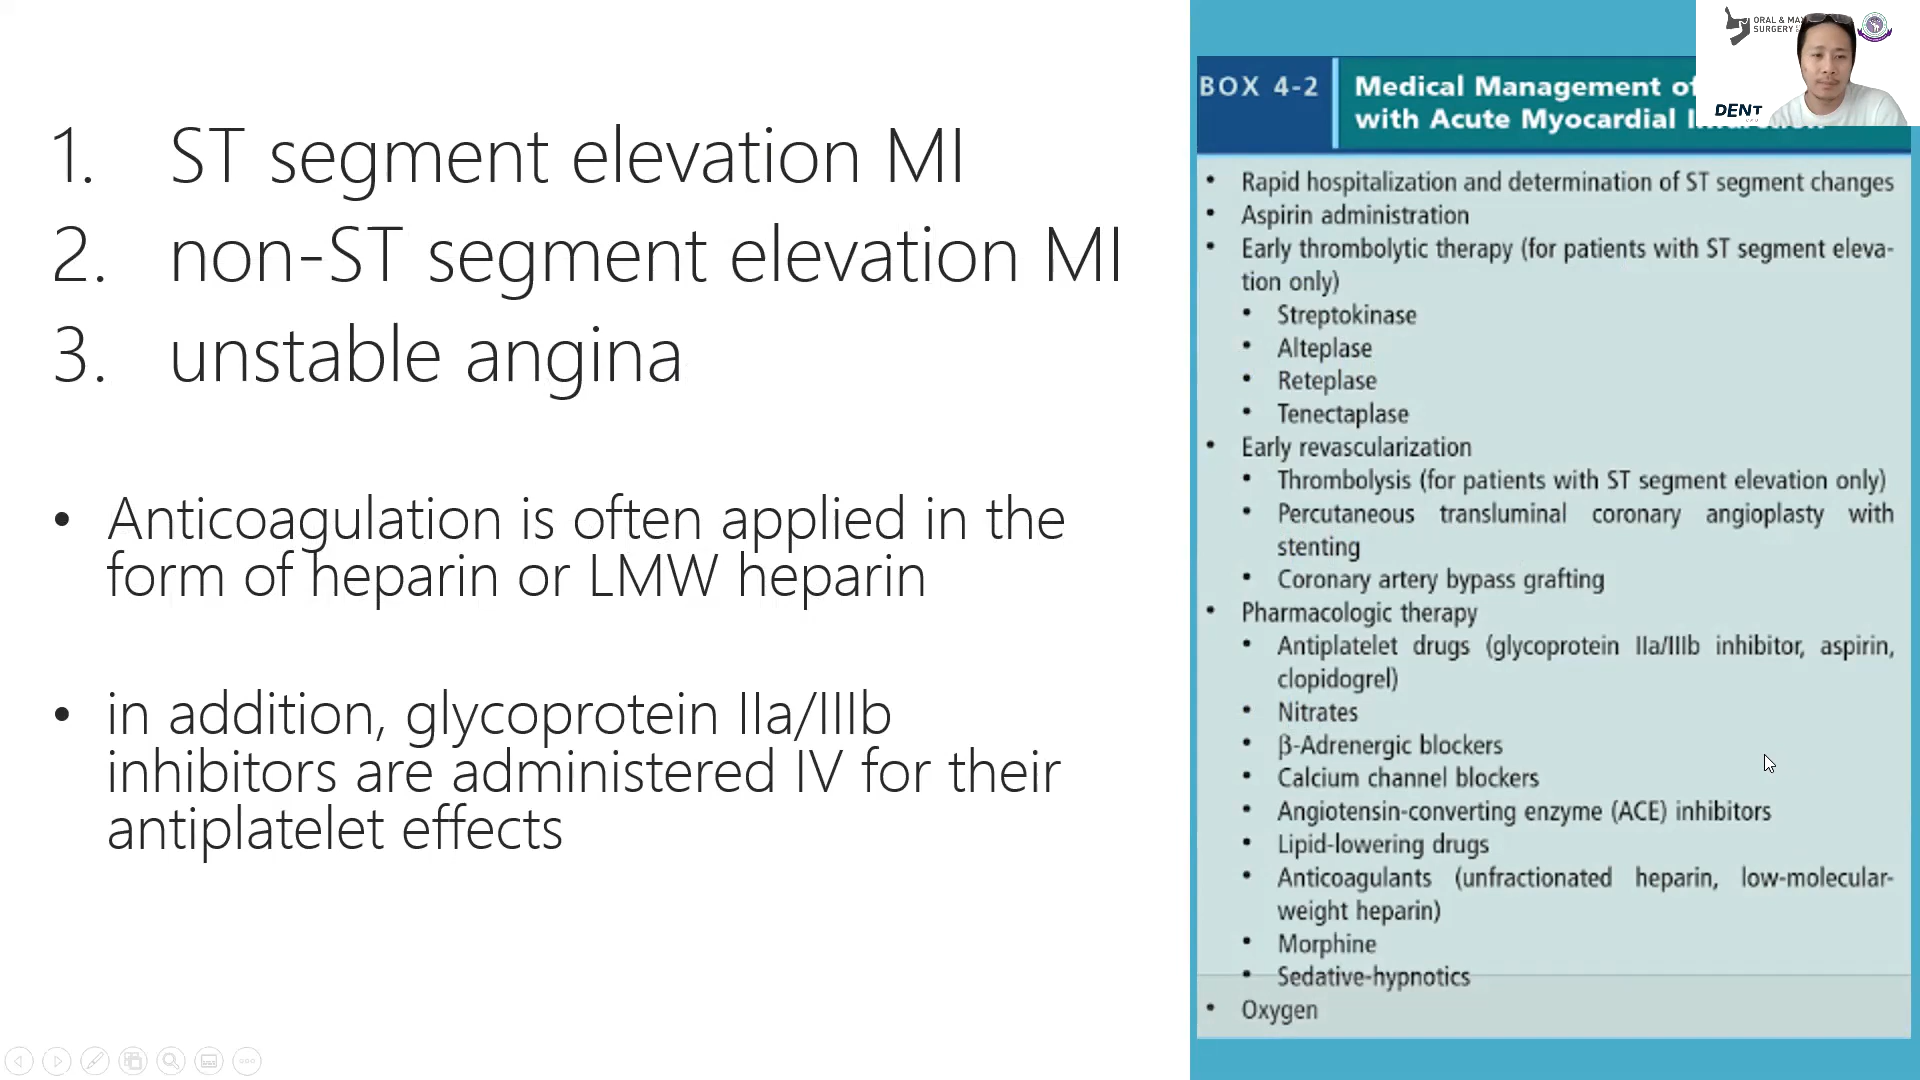 1. ST segment elevation MI
2. non-ST segment elevation MI
3. unstable angina
• Anticoagulation is often applied in the
form of heparin or LMW heparin
• in addition, glycoprotein IIa/IIIb
inhibitors are administered IV for their
antiplatelet effects
ORAL & MAX
SURGERY
DENT
BOX 4-2
Medical Management of
with Acute Myocardial
• Rapid hospitalization and determination of ST segment changes
• Aspirin administration
• Early thrombolytic therapy (for patients with ST segment eleva-
tion only)
• Streptokinase
• Alteplase
• Reteplase
• Tenectaplase
• Early revascularization
• Thrombolysis (for patients with ST segment elevation only)
• Percutaneous transluminal coronary angioplasty with
stenting
• Coronary artery bypass grafting
• Pharmacologic therapy
• Antiplatelet drugs (glycoprotein IIa/IIIb inhibitor, aspirin,
clopidogrel)
• Nitrates
• β-Adrenergic blockers
• Calcium channel blockers
• Angiotensin-converting enzyme (ACE) inhibitors
• Lipid-lowering drugs
• Anticoagulants (unfractionated heparin, low-molecular-
weight heparin)
• Morphine
• Sedative-hypnotics
• Oxygen